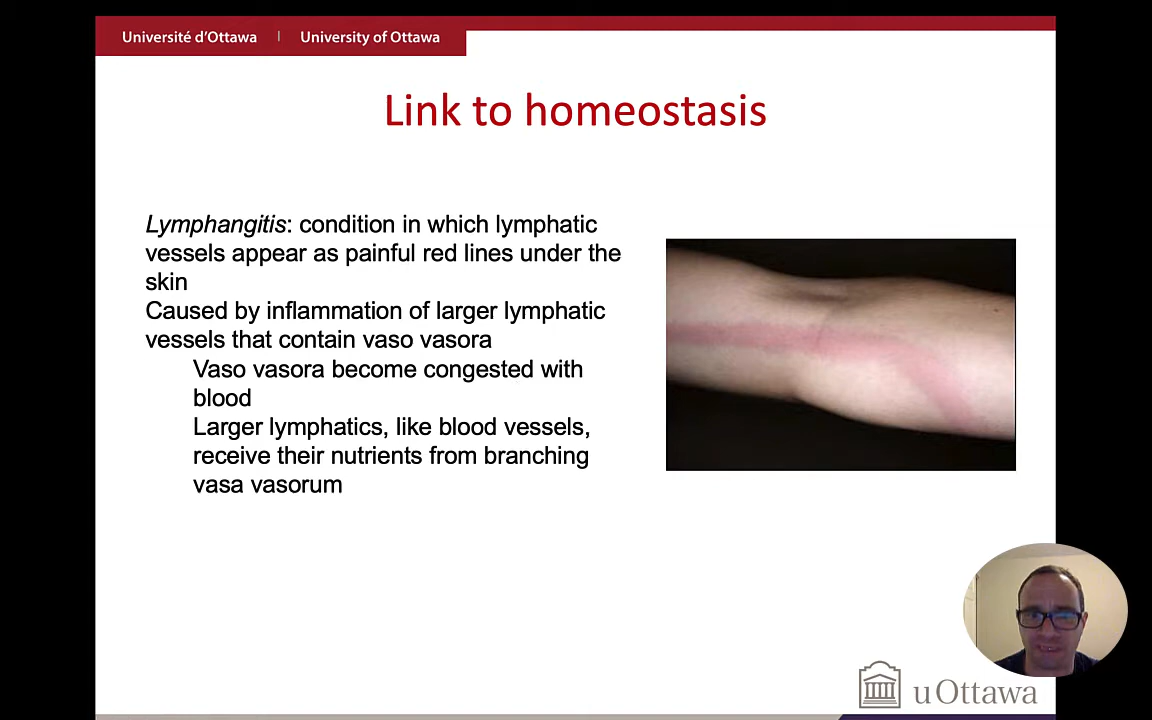 Université d'Ottawa | University of Ottawa
Link to homeostasis
Lymphangitis: condition in which lymphatic
vessels appear as painful red lines under the
skin
Caused by inflammation of larger lymphatic
vessels that contain vaso vasora
Vaso vasora become congested with
blood
Larger lymphatics, like blood vessels,
receive their nutrients from branching
vasa vasorum
uOttawa